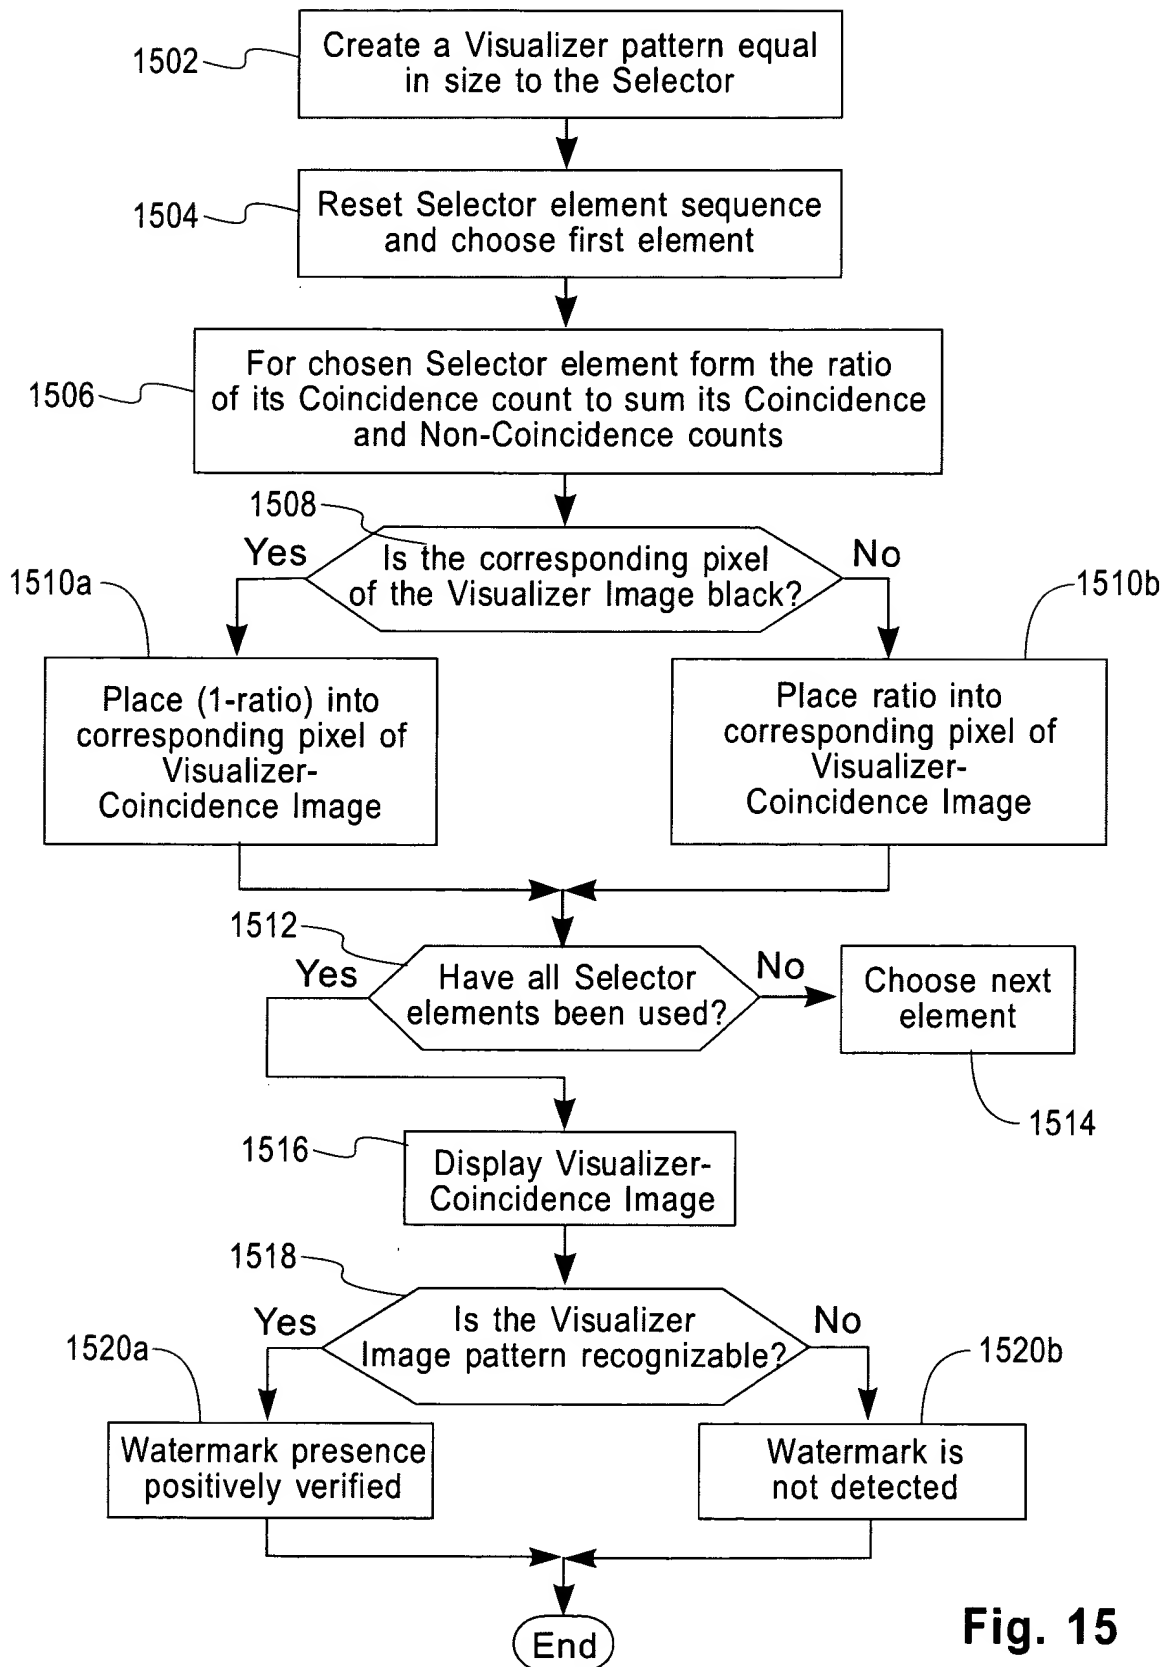 1502
Create a Visualizer pattern equal
in size to the Selector
1504
Reset Selector element sequence
and choose first element
1506
For chosen Selector element form the ratio
of its Coincidence count to sum its Coincidence
and Non-Coincidence counts
1508
Yes
Is the corresponding pixel
of the Visualizer Image black?
No
1510a
1510b
Place (1-ratio) into
corresponding pixel of
Visualizer-
Coincidence Image
Place ratio into
corresponding pixel of
Visualizer-
Coincidence Image
1512
Yes
Have all Selector
elements been used?
No
Choose next
element
1514
1516
Display Visualizer-
Coincidence Image
1518
Yes
Is the Visualizer
Image pattern recognizable?
No
1520a
1520b
Watermark presence
positively verified
Watermark is
not detected
End
Fig. 15